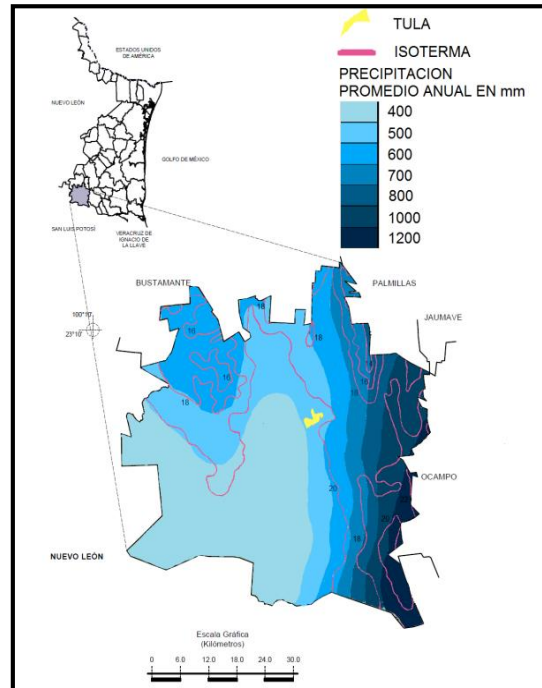 TULA
ISOTERMA
PRECIPITACION
PROMEDIO ANUAL EN mm
400
500
600
700
800
1000
1200
ESTADOS UNIDOS
DE AMÉRICA
NUEVO LEÓN
GOLFO DE MÉXICO
SAN LUIS POTOSÍ
VERACRUZ DE
IGNACIO DE
LA LLAVE
BUSTAMANTE
PALMILLAS
JAUMAVE
100°10'
23°10'
18
18
16
16
18
18
20
18
OCAMPO
NUEVO LEÓN
Escala Gráfica
(Kilómetros)
0 6.0 12.0 18.0 24.0 30.0